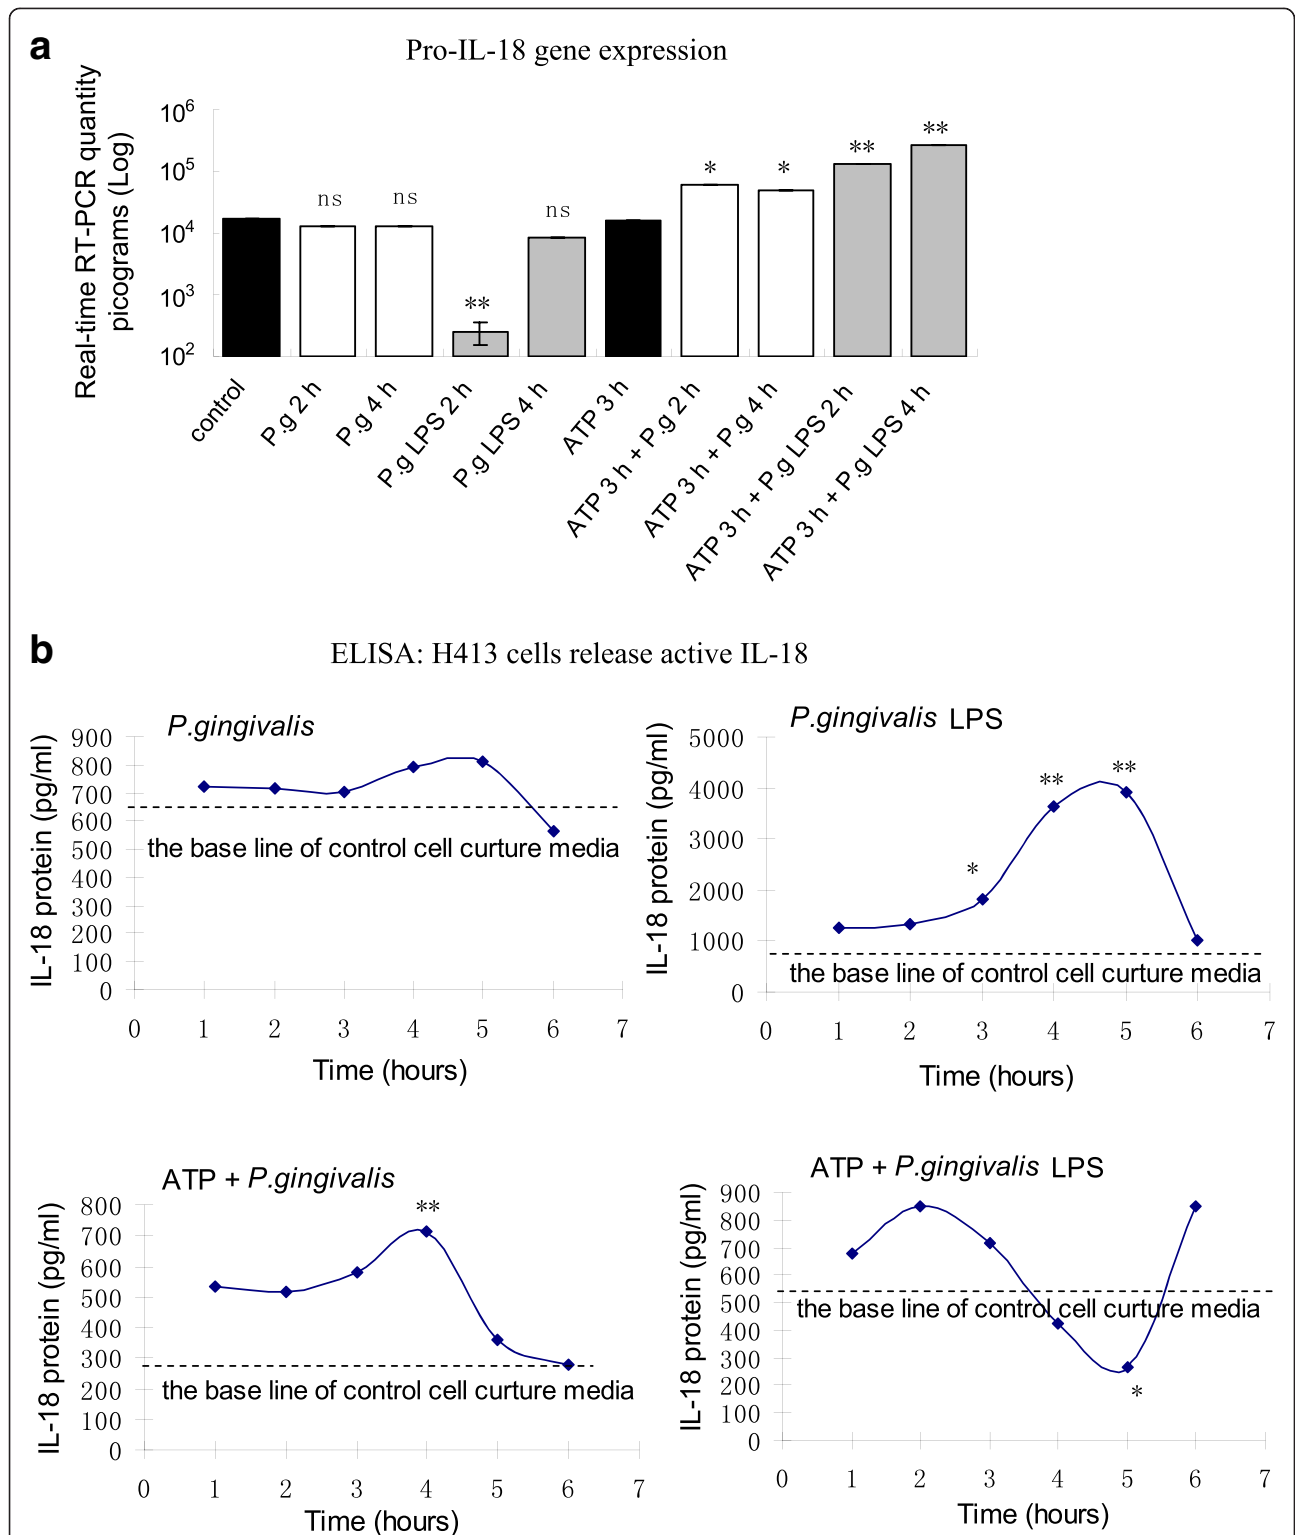 a
Pro-IL-18 gene expression
Real-time RT-PCR quantity
picograms (Log)
10^6
10^5
10^4
10^3
10^2
ns
ns
**
ns
*
*
**
**
control
P.g 2 h
P.g 4 h
P.g LPS 2 h
P.g LPS 4 h
ATP 3 h
ATP 3 h + P.g 2 h
ATP 3 h + P.g 4 h
ATP 3 h + P.g LPS 2 h
ATP 3 h + P.g LPS 4 h
b
ELISA: H413 cells release active IL-18
P.gingivalis
IL-18 protein (pg/ml)
900
800
700
600
500
400
300
200
100
0
the base line of control cell curture media
0 1 2 3 4 5 6 7
Time (hours)
P.gingivalis LPS
IL-18 protein (pg/ml)
5000
4000
3000
2000
1000
0
*
**
**
the base line of control cell curture media
0 1 2 3 4 5 6 7
Time (hours)
ATP + P.gingivalis
IL-18 protein (pg/ml)
800
700
600
500
400
300
200
100
0
**
the base line of control cell curture media
0 1 2 3 4 5 6 7
Time (hours)
ATP + P.gingivalis LPS
IL-18 protein (pg/ml)
900
800
700
600
500
400
300
200
100
0
the base line of control cell curture media
*
0 1 2 3 4 5 6 7
Time (hours)